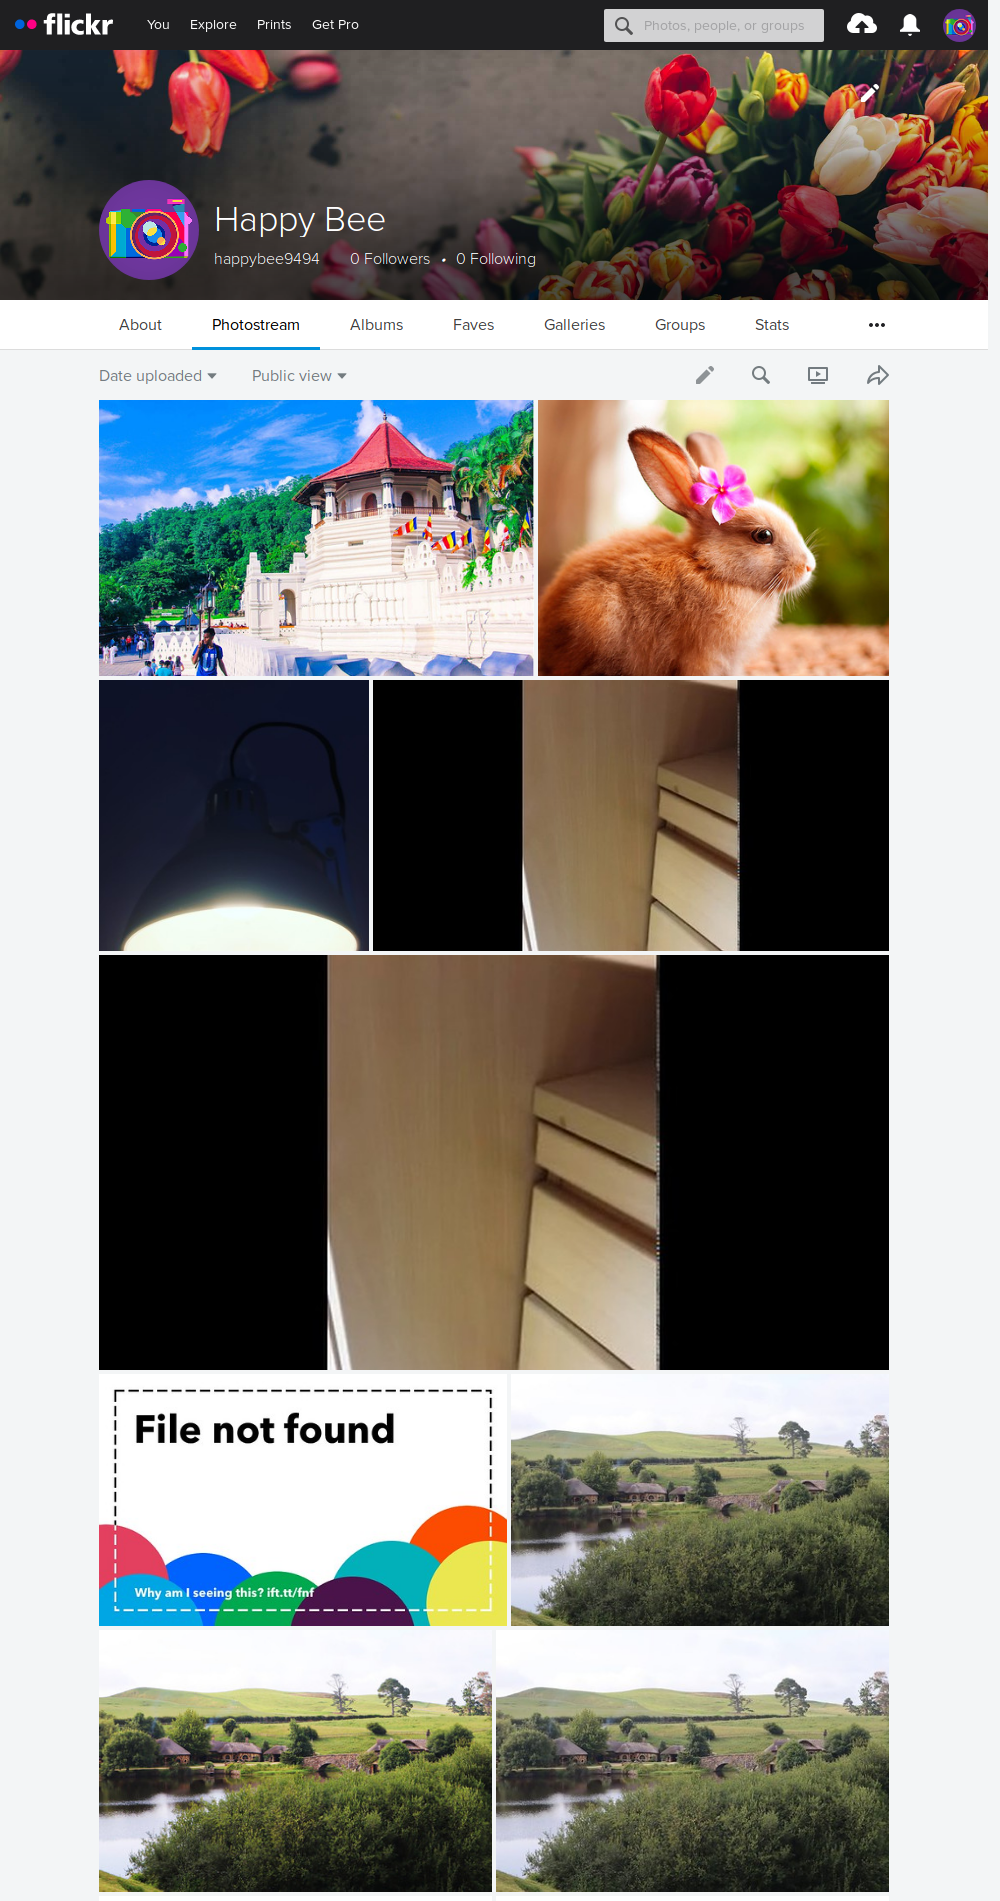 flickr You Explore Prints Get Pro Photos, people, or groups
Happy Bee
happybee9494 0 Followers • 0 Following
About Photostream Albums Faves Galleries Groups Stats •••
Date uploaded Public view
File not found
Why am I seeing this? ift.tt/fnf